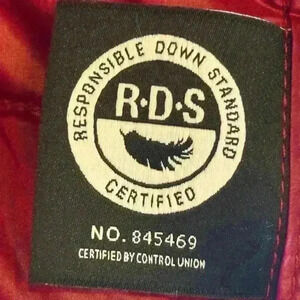 RESPONSIBLE DOWN STANDARD
R·D·S
CERTIFIED
NO. 845469
CERTIFIED BY CONTROL UNION